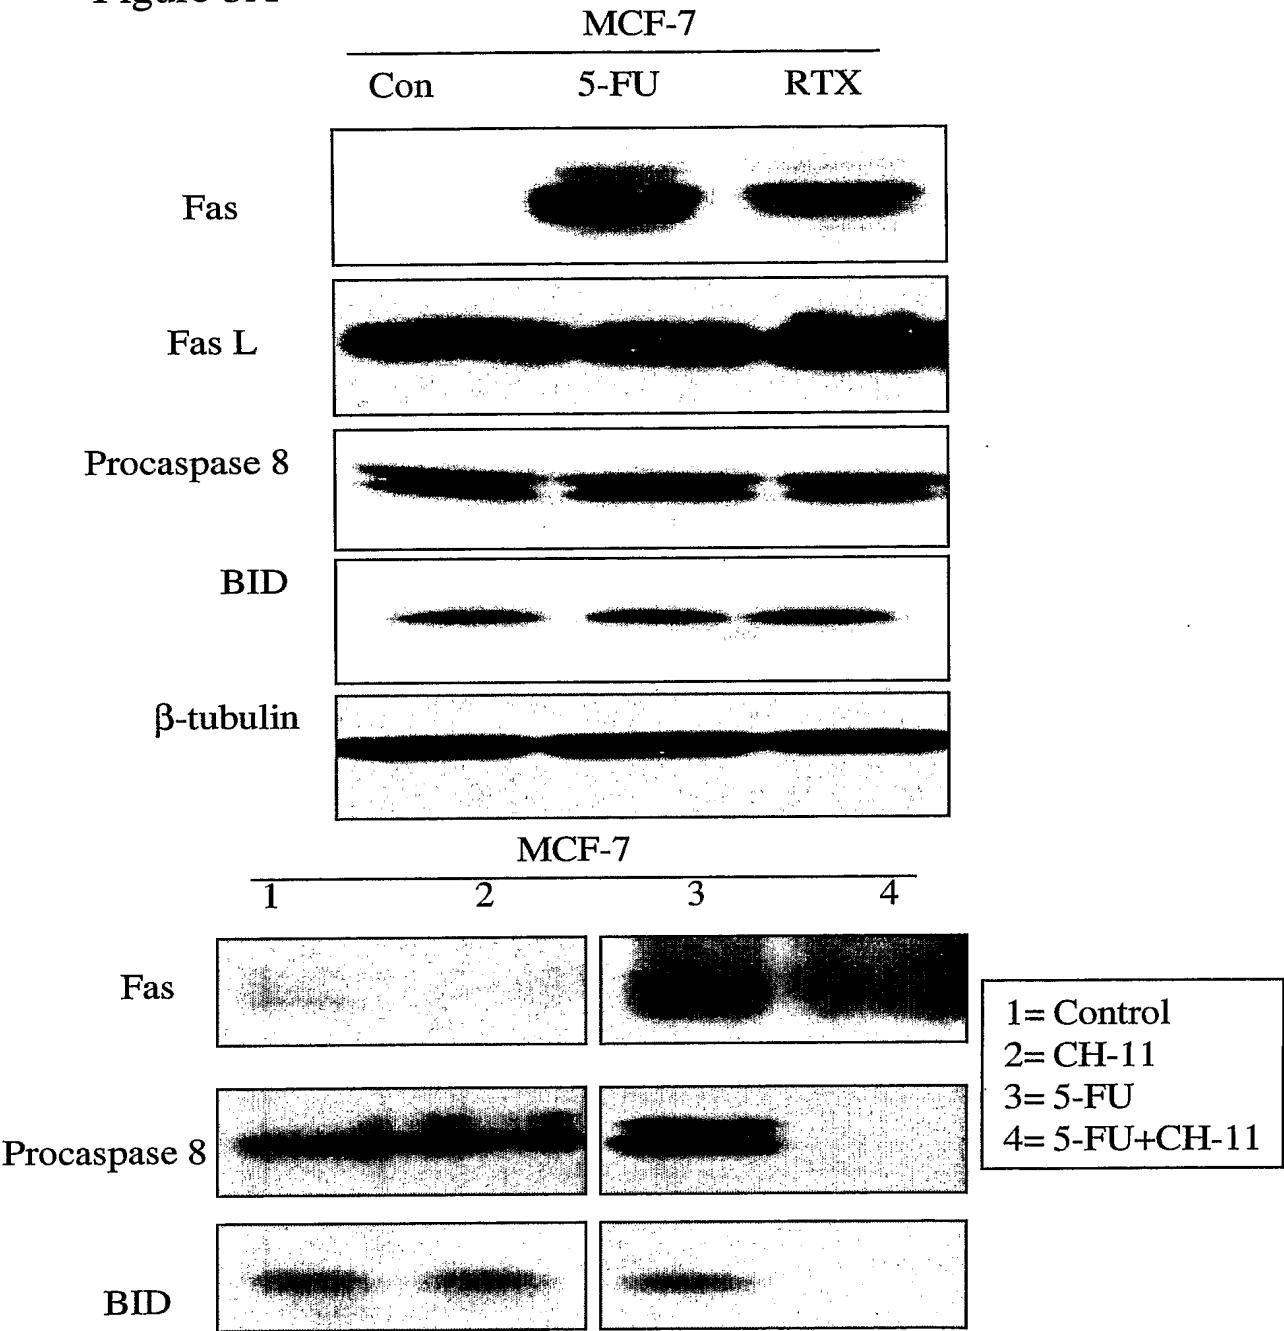 MCF-7
Con 5-FU RTX
Fas
Fas L
Procaspase 8
BID
β-tubulin
MCF-7
1 2 3 4
Fas
1= Control
2= CH-11
3= 5-FU
4= 5-FU+CH-11
Procaspase 8
BID